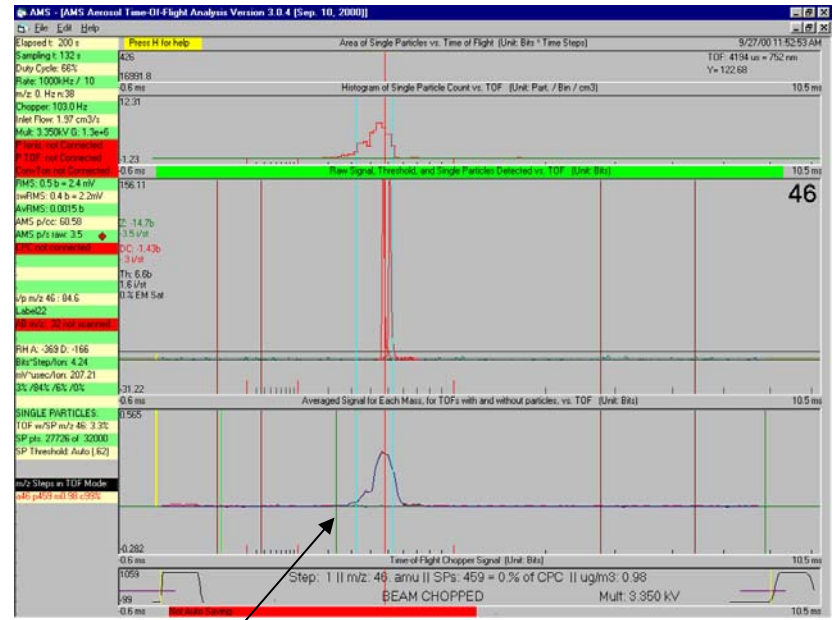 AMS - [AMS Aerosol Time-Of-Flight Analysis Version 3.0.4 (Sep. 10, 2000)]
File Edit Help
Elapsed t: 200 s
Press H for help
Area of Single Particles vs. Time of Flight (Unit: Bits * Time Steps)
9/27/00 11:52:53 AM
Sampling t: 132 s
426
TOF: 4194 us = 752 nm
Duty Cycle: 66%
Y= 122.68
Rate: 1000kHz / 10
16991.8
m/z: 0. Hz n:38
-0.6 ms
Histogram of Single Particle Count vs. TOF (Unit: Part. / Bin / cm3)
10.5 ms
Chopper: 103.0 Hz
12.31
Inlet Flow: 1.97 cm3/s
Mult: 3.350kV G: 1.3e+6
P Ioniz. not Connected
P TOF: not Connected
-1.23
Com Ton not Connected
-0.6 ms
Raw Signal, Threshold, and Single Particles Detected vs. TOF (Unit: Bits)
10.5 ms
RMS: 0.5 b = 2.4 mV
156.11
46
swRMS: 0.4 b = 2.2mV
AvRMS: 0.0015 b
AMS p/cc: 60.58
Z: -14.7b
AMS p/s raw: 3.5
-3.5 i/st
CPC not connected
DC: -1.43b
-.3 i/st
Th: 6.6b
1.6 i/st
0.% EM Sat
i/p m/z 46 : 84.6
Label22
AB m/z: 32 not scanned
RH A: -369 D: -166
Bits*Step/Ion: 4.24
mV*usec/Ion: 207.21
3% /84% /6% /0%
-31.22
-0.6 ms
Averaged Signal for Each Mass, for TOFs with and without particles, vs. TOF (Unit: Bits)
10.5 ms
SINGLE PARTICLES:
0.565
TOF w/SP m/z 46: 3.3%
SP pts: 27726 of 32000
SP Threshold: Auto (.62)
m/z Steps in TOF Mode:
n46 p459 m0.98 c99%
-0.282
-0.6 ms
Time-of-Flight Chopper Signal (Unit: Bits)
10.5 ms
1059
Step: 1 || m/z: 46. amu || SPs: 459 = 0.% of CPC || ug/m3: 0.98
-99
BEAM CHOPPED
Mult: 3.350 kV
-0.6 ms
Not Auto Saving
10.5 ms